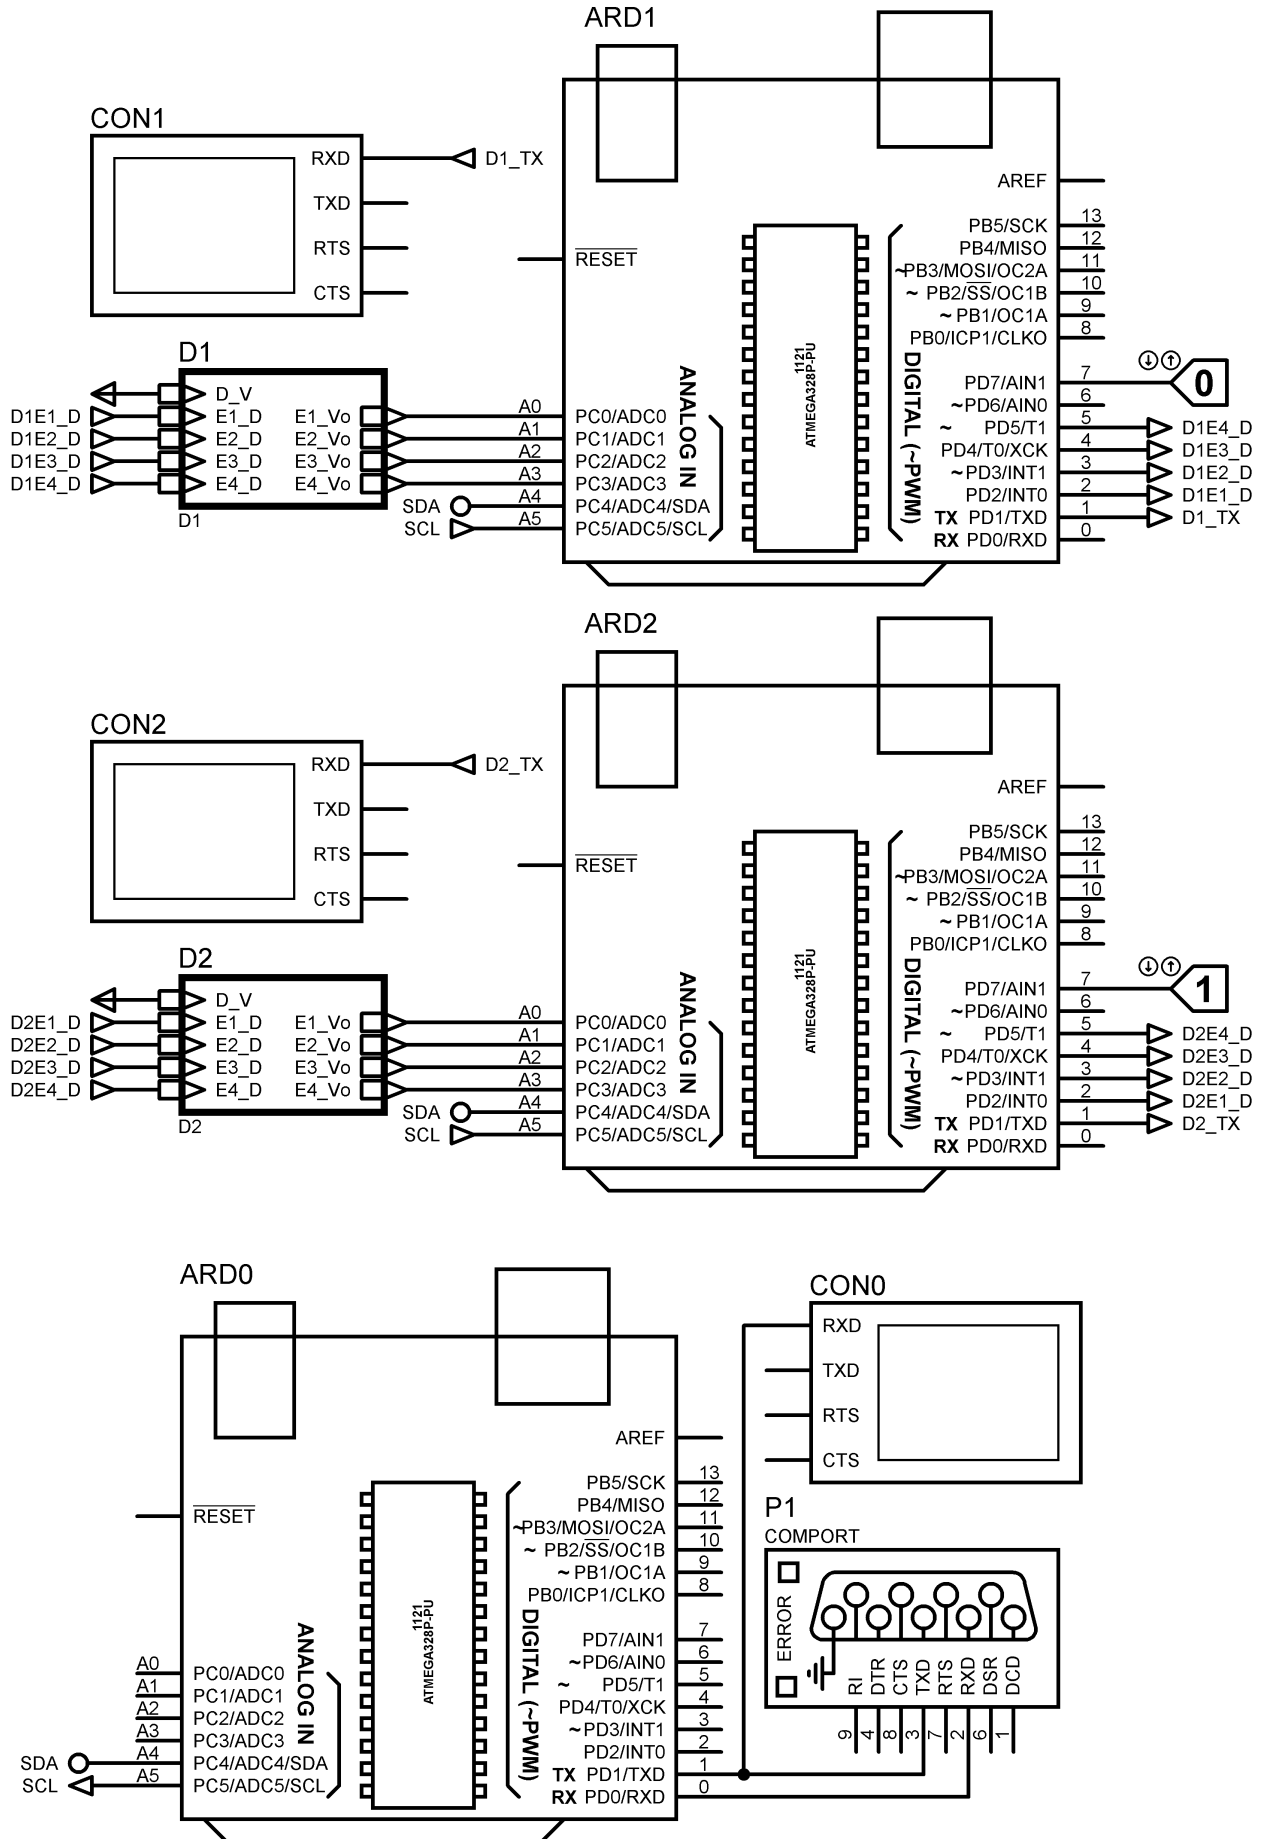 ARD1
CON1
RXD
D1_TX
TXD
RTS
CTS
RESET
AREF
PB5/SCK 13
PB4/MISO 12
~PB3/MOSI/OC2A 11
~ PB2/SS/OC1B 10
~ PB1/OC1A 9
PB0/ICP1/CLKO 8
1121
ATMEGA328P-PU
ANALOG IN
DIGITAL (~PWM)
PD7/AIN1 7 0
~PD6/AIN0 6
~ PD5/T1 5 D1E4_D
PD4/T0/XCK 4 D1E3_D
~PD3/INT1 3 D1E2_D
PD2/INT0 2 D1E1_D
TX PD1/TXD 1 D1_TX
RX PD0/RXD 0
D1
D_V
D1E1_D E1_D E1_Vo A0 PC0/ADC0
D1E2_D E2_D E2_Vo A1 PC1/ADC1
D1E3_D E3_D E3_Vo A2 PC2/ADC2
D1E4_D E4_D E4_Vo A3 PC3/ADC3
SDA A4 PC4/ADC4/SDA
SCL A5 PC5/ADC5/SCL
D1
ARD2
CON2
RXD
D2_TX
TXD
RTS
CTS
RESET
AREF
PB5/SCK 13
PB4/MISO 12
~PB3/MOSI/OC2A 11
~ PB2/SS/OC1B 10
~ PB1/OC1A 9
PB0/ICP1/CLKO 8
1121
ATMEGA328P-PU
ANALOG IN
DIGITAL (~PWM)
PD7/AIN1 7 1
~PD6/AIN0 6
~ PD5/T1 5 D2E4_D
PD4/T0/XCK 4 D2E3_D
~PD3/INT1 3 D2E2_D
PD2/INT0 2 D2E1_D
TX PD1/TXD 1 D2_TX
RX PD0/RXD 0
D2
D_V
D2E1_D E1_D E1_Vo A0 PC0/ADC0
D2E2_D E2_D E2_Vo A1 PC1/ADC1
D2E3_D E3_D E3_Vo A2 PC2/ADC2
D2E4_D E4_D E4_Vo A3 PC3/ADC3
SDA A4 PC4/ADC4/SDA
SCL A5 PC5/ADC5/SCL
D2
ARD0
RESET
AREF
PB5/SCK 13
PB4/MISO 12
~PB3/MOSI/OC2A 11
~ PB2/SS/OC1B 10
~ PB1/OC1A 9
PB0/ICP1/CLKO 8
1121
ATMEGA328P-PU
ANALOG IN
DIGITAL (~PWM)
PD7/AIN1 7
~PD6/AIN0 6
~ PD5/T1 5
PD4/T0/XCK 4
~PD3/INT1 3
PD2/INT0 2
TX PD1/TXD 1
RX PD0/RXD 0
A0 PC0/ADC0
A1 PC1/ADC1
A2 PC2/ADC2
A3 PC3/ADC3
SDA A4 PC4/ADC4/SDA
SCL A5 PC5/ADC5/SCL
CON0
RXD
TXD
RTS
CTS
P1
COMPORT
ERROR
RI DTR CTS TXD RTS RXD DSR DCD
9 4 8 3 7 2 6 1